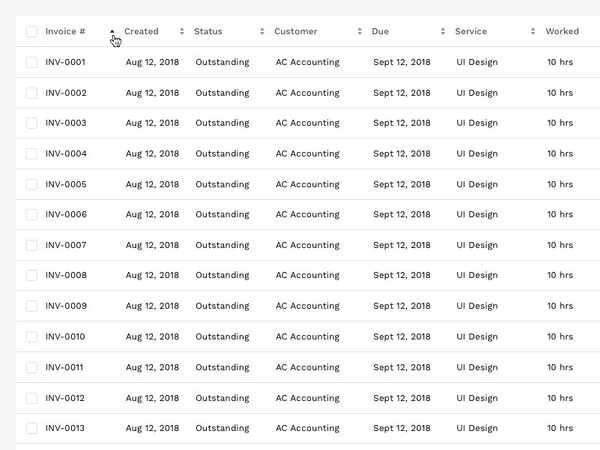 Invoice # Created Status Customer Due Service Worked
INV-0001 Aug 12, 2018 Outstanding AC Accounting Sept 12, 2018 UI Design 10 hrs
INV-0002 Aug 12, 2018 Outstanding AC Accounting Sept 12, 2018 UI Design 10 hrs
INV-0003 Aug 12, 2018 Outstanding AC Accounting Sept 12, 2018 UI Design 10 hrs
INV-0004 Aug 12, 2018 Outstanding AC Accounting Sept 12, 2018 UI Design 10 hrs
INV-0005 Aug 12, 2018 Outstanding AC Accounting Sept 12, 2018 UI Design 10 hrs
INV-0006 Aug 12, 2018 Outstanding AC Accounting Sept 12, 2018 UI Design 10 hrs
INV-0007 Aug 12, 2018 Outstanding AC Accounting Sept 12, 2018 UI Design 10 hrs
INV-0008 Aug 12, 2018 Outstanding AC Accounting Sept 12, 2018 UI Design 10 hrs
INV-0009 Aug 12, 2018 Outstanding AC Accounting Sept 12, 2018 UI Design 10 hrs
INV-0010 Aug 12, 2018 Outstanding AC Accounting Sept 12, 2018 UI Design 10 hrs
INV-0011 Aug 12, 2018 Outstanding AC Accounting Sept 12, 2018 UI Design 10 hrs
INV-0012 Aug 12, 2018 Outstanding AC Accounting Sept 12, 2018 UI Design 10 hrs
INV-0013 Aug 12, 2018 Outstanding AC Accounting Sept 12, 2018 UI Design 10 hrs